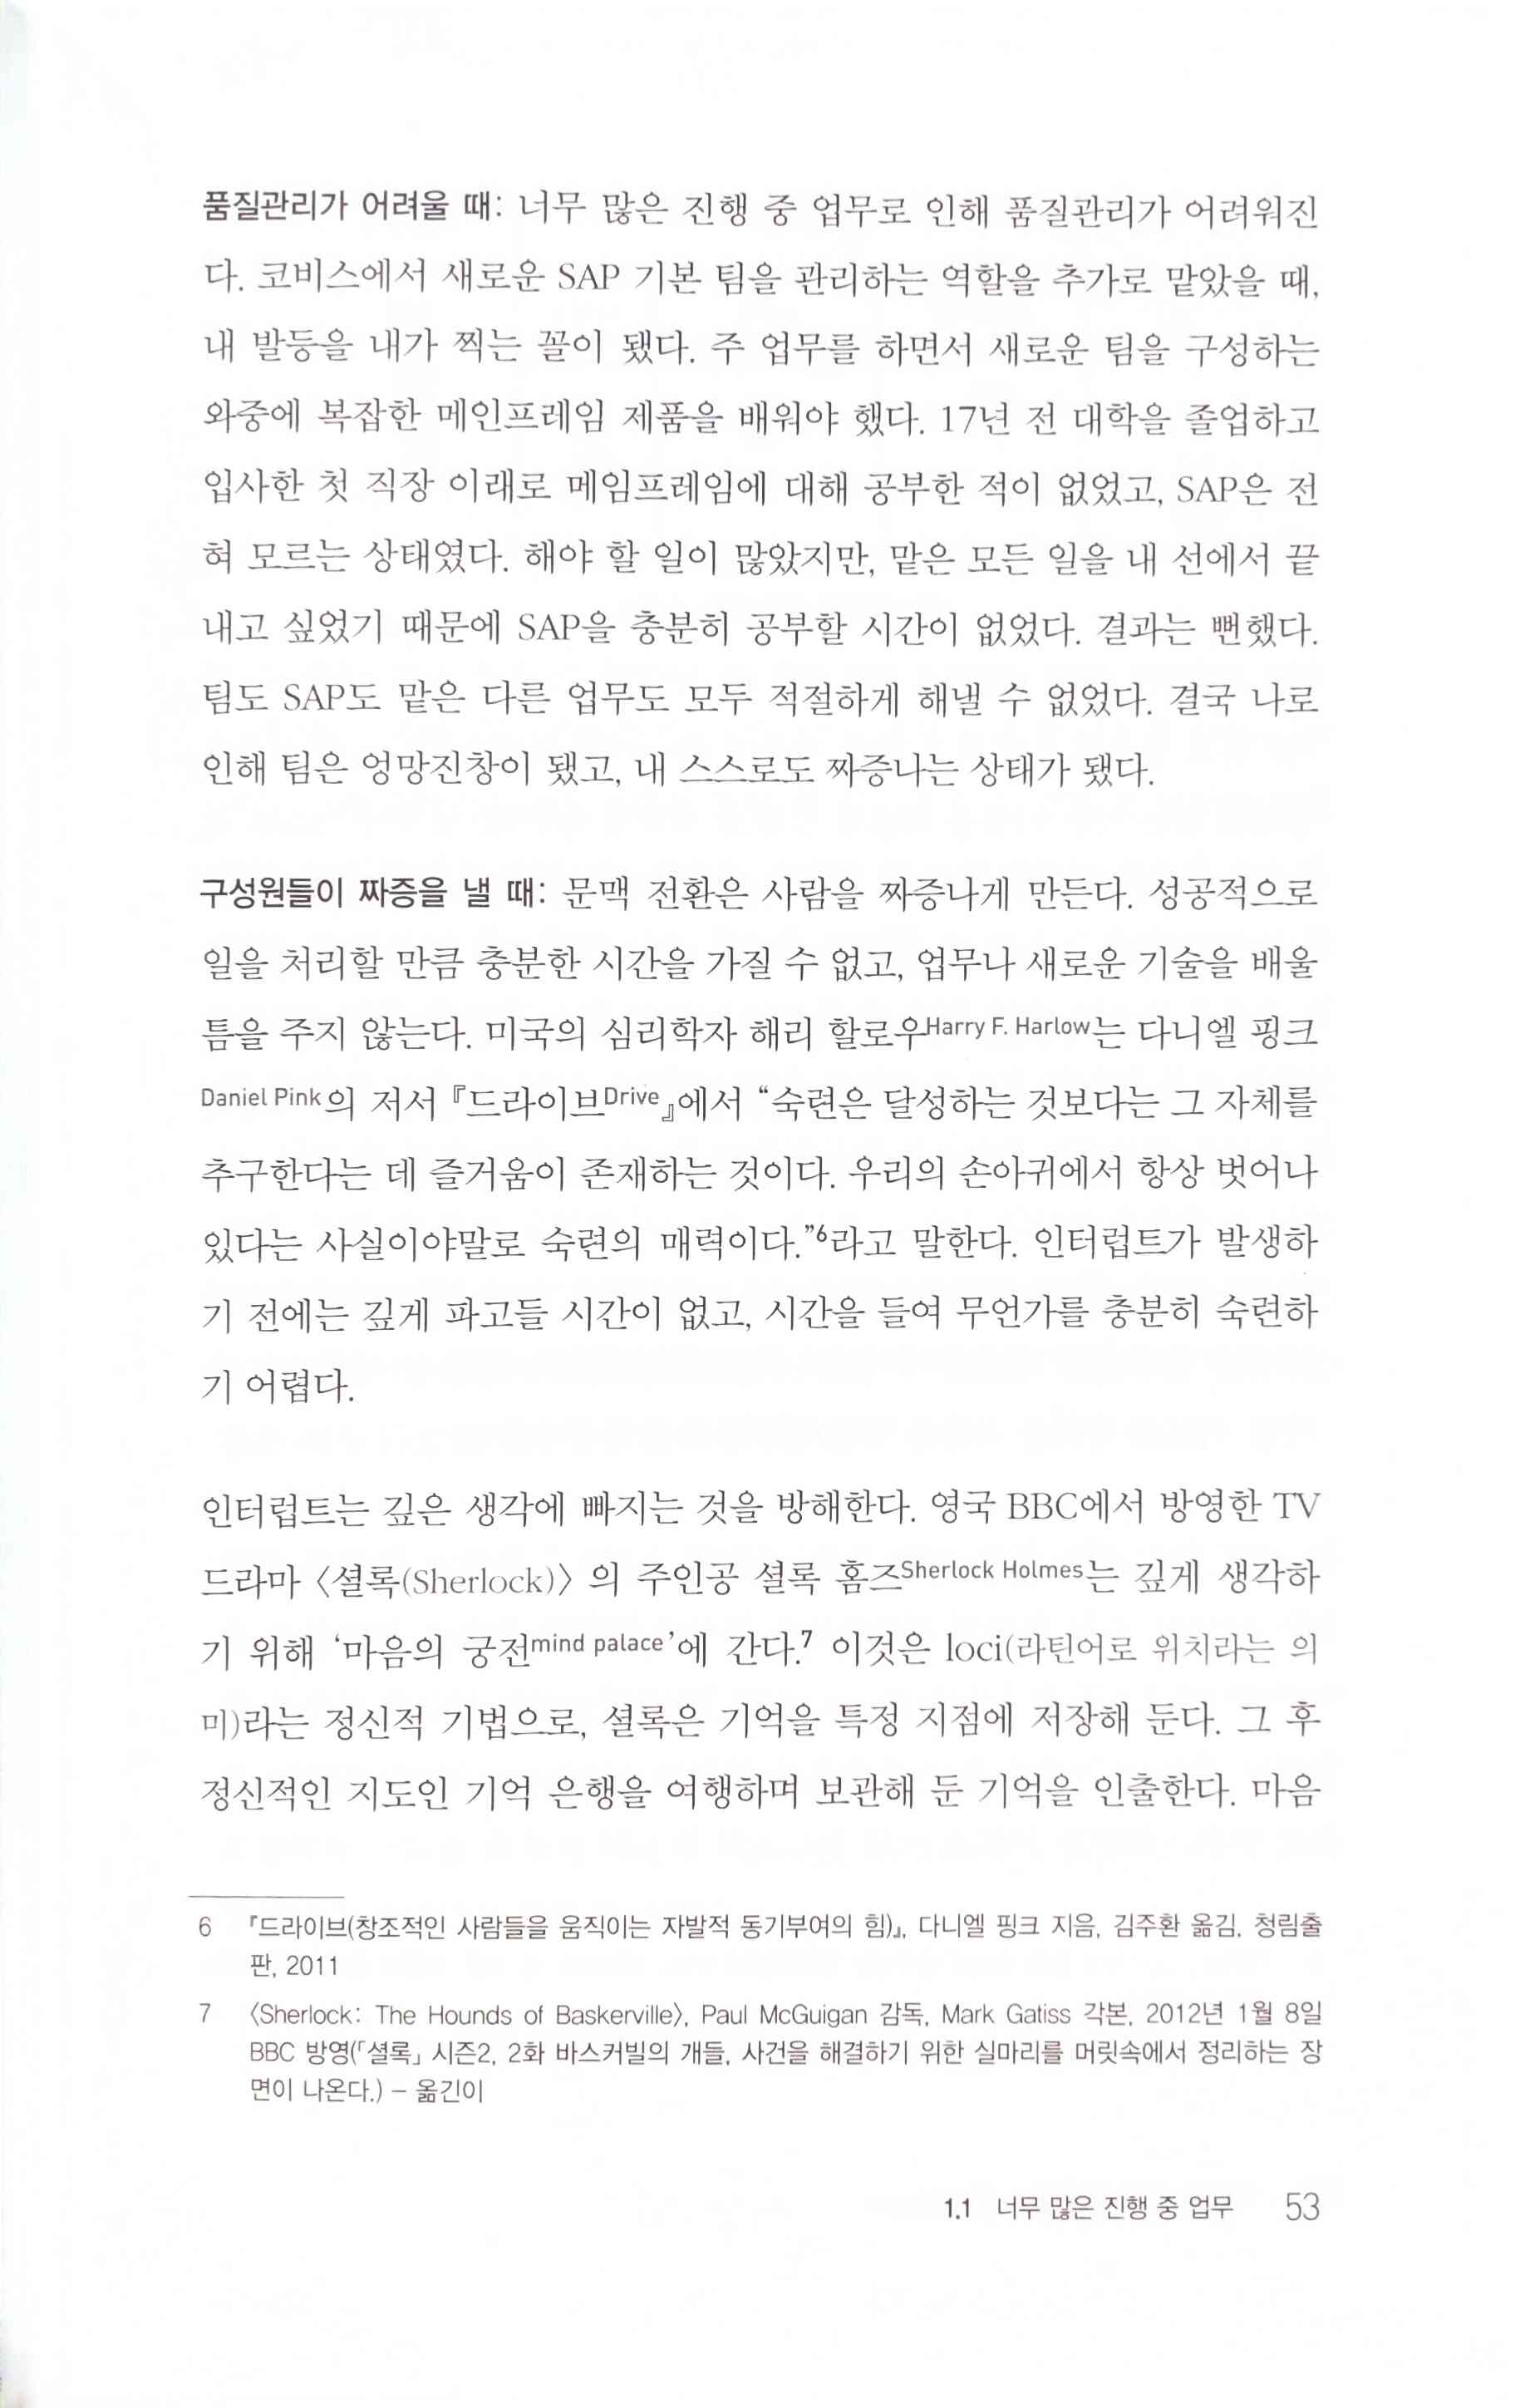 품질관리가 어려울 때: 너무 많은 진행 중 업무로 인해 품질관리가 어려워진
다. 코비스에서 새로운 SAP 기본 팀을 관리하는 역할을 추가로 맡았을 때,
내 발등을 내가 찍는 꼴이 됐다. 주 업무를 하면서 새로운 팀을 구성하는
와중에 복잡한 메인프레임 제품을 배워야 했다. 17년 전 대학을 졸업하고
입사한 첫 직장 이래로 메임프레임에 대해 공부한 적이 없었고, SAP은 전
혀 모르는 상태였다. 해야 할 일이 많았지만, 맡은 모든 일을 내 선에서 끝
내고 싶었기 때문에 SAP을 충분히 공부할 시간이 없었다. 결과는 뻔했다.
팀도 SAP도 맡은 다른 업무도 모두 적절하게 해낼 수 없었다. 결국 나로
인해 팀은 엉망진창이 됐고, 내 스스로도 짜증나는 상태가 됐다.
구성원들이 짜증을 낼 때: 문맥 전환은 사람을 짜증나게 만든다. 성공적으로
일을 처리할 만큼 충분한 시간을 가질 수 없고, 업무나 새로운 기술을 배울
틈을 주지 않는다. 미국의 심리학자 해리 할로우Harry F. Harlow는 다니엘 핑크
Daniel Pink의 저서 『드라이브Drive』에서 “숙련은 달성하는 것보다는 그 자체를
추구한다는 데 즐거움이 존재하는 것이다. 우리의 손아귀에서 항상 벗어나
있다는 사실이야말로 숙련의 매력이다.”6라고 말한다. 인터럽트가 발생하
기 전에는 깊게 파고들 시간이 없고, 시간을 들여 무언가를 충분히 숙련하
기 어렵다.
인터럽트는 깊은 생각에 빠지는 것을 방해한다. 영국 BBC에서 방영한 TV
드라마 〈셜록(Sherlock)〉 의 주인공 셜록 홈즈Sherlock Holmes는 깊게 생각하
기 위해 ‘마음의 궁전mind palace’에 간다.7 이것은 loci(라틴어로 위치라는 의
미)라는 정신적 기법으로, 셜록은 기억을 특정 지점에 저장해 둔다. 그 후
정신적인 지도인 기억 은행을 여행하며 보관해 둔 기억을 인출한다. 마음
6 『드라이브(창조적인 사람들을 움직이는 자발적 동기부여의 힘)』, 다니엘 핑크 지음, 김주환 옮김, 청림출
판, 2011
7 〈Sherlock: The Hounds of Baskerville〉, Paul McGuigan 감독, Mark Gatiss 각본, 2012년 1월 8일
BBC 방영(「셜록」 시즌2, 2화 바스커빌의 개들, 사건을 해결하기 위한 실마리를 머릿속에서 정리하는 장
면이 나온다.) – 옮긴이
1.1 너무 많은 진행 중 업무 53